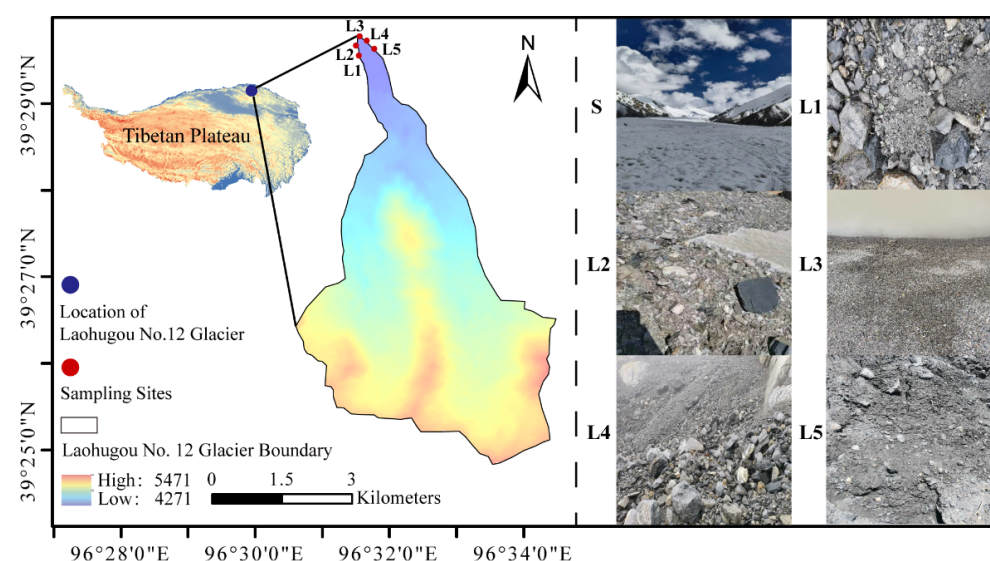 L3
L4
L2
L5
L1
N
Tibetan Plateau
39°29'0"N
39°27'0"N
39°25'0"N
Location of
Laohugou No.12 Glacier
Sampling Sites
Laohugou No. 12 Glacier Boundary
High: 5471
Low: 4271
0 1.5 3
Kilometers
96°28'0"E 96°30'0"E 96°32'0"E 96°34'0"E
S
L1
L2
L3
L4
L5